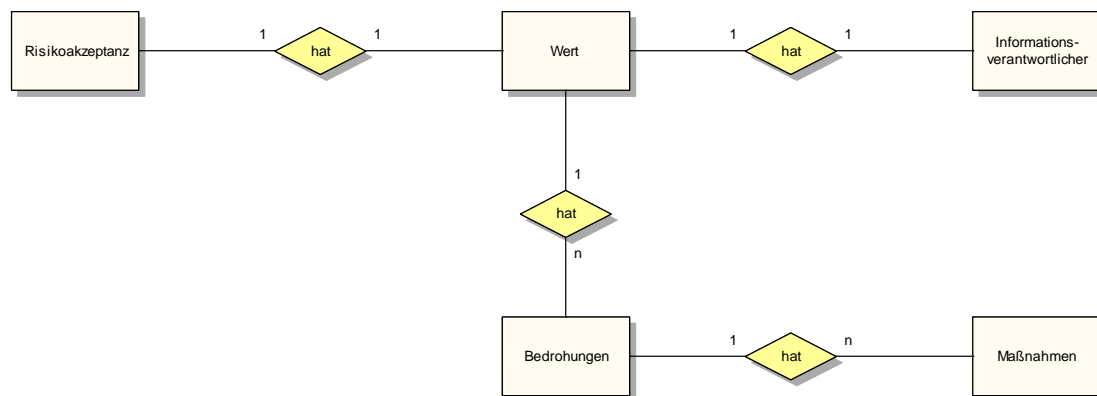 1
1
1
1
Risikoakzeptanz
hat
Wert
hat
Informations-
verantwortlicher
1
hat
n
1
n
Bedrohungen
hat
Maßnahmen